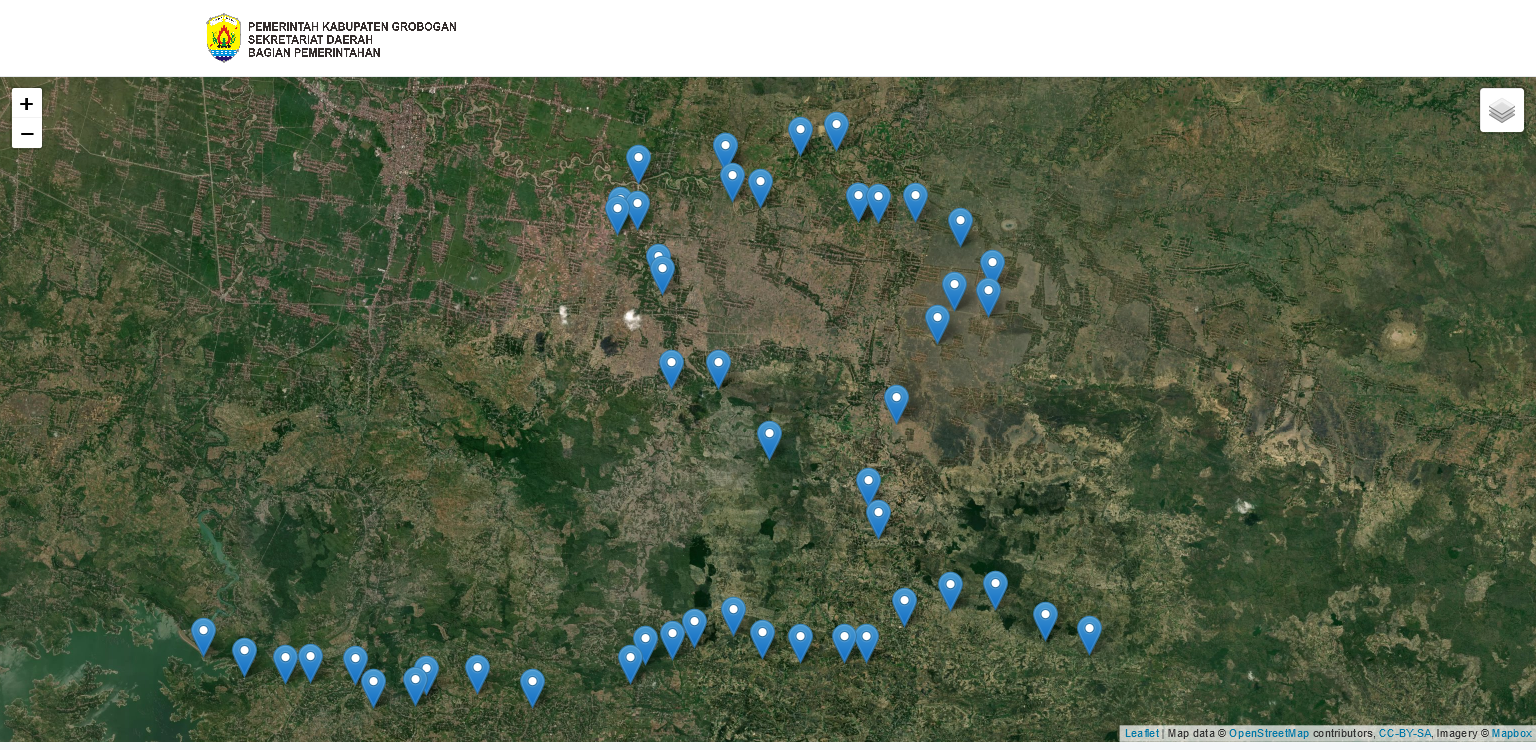 PEMERINTAH KABUPATEN GROBOGAN
SEKRETARIAT DAERAH
BAGIAN PEMERINTAHAN
+
−
Leaflet | Map data © OpenStreetMap contributors, CC-BY-SA, Imagery © Mapbox